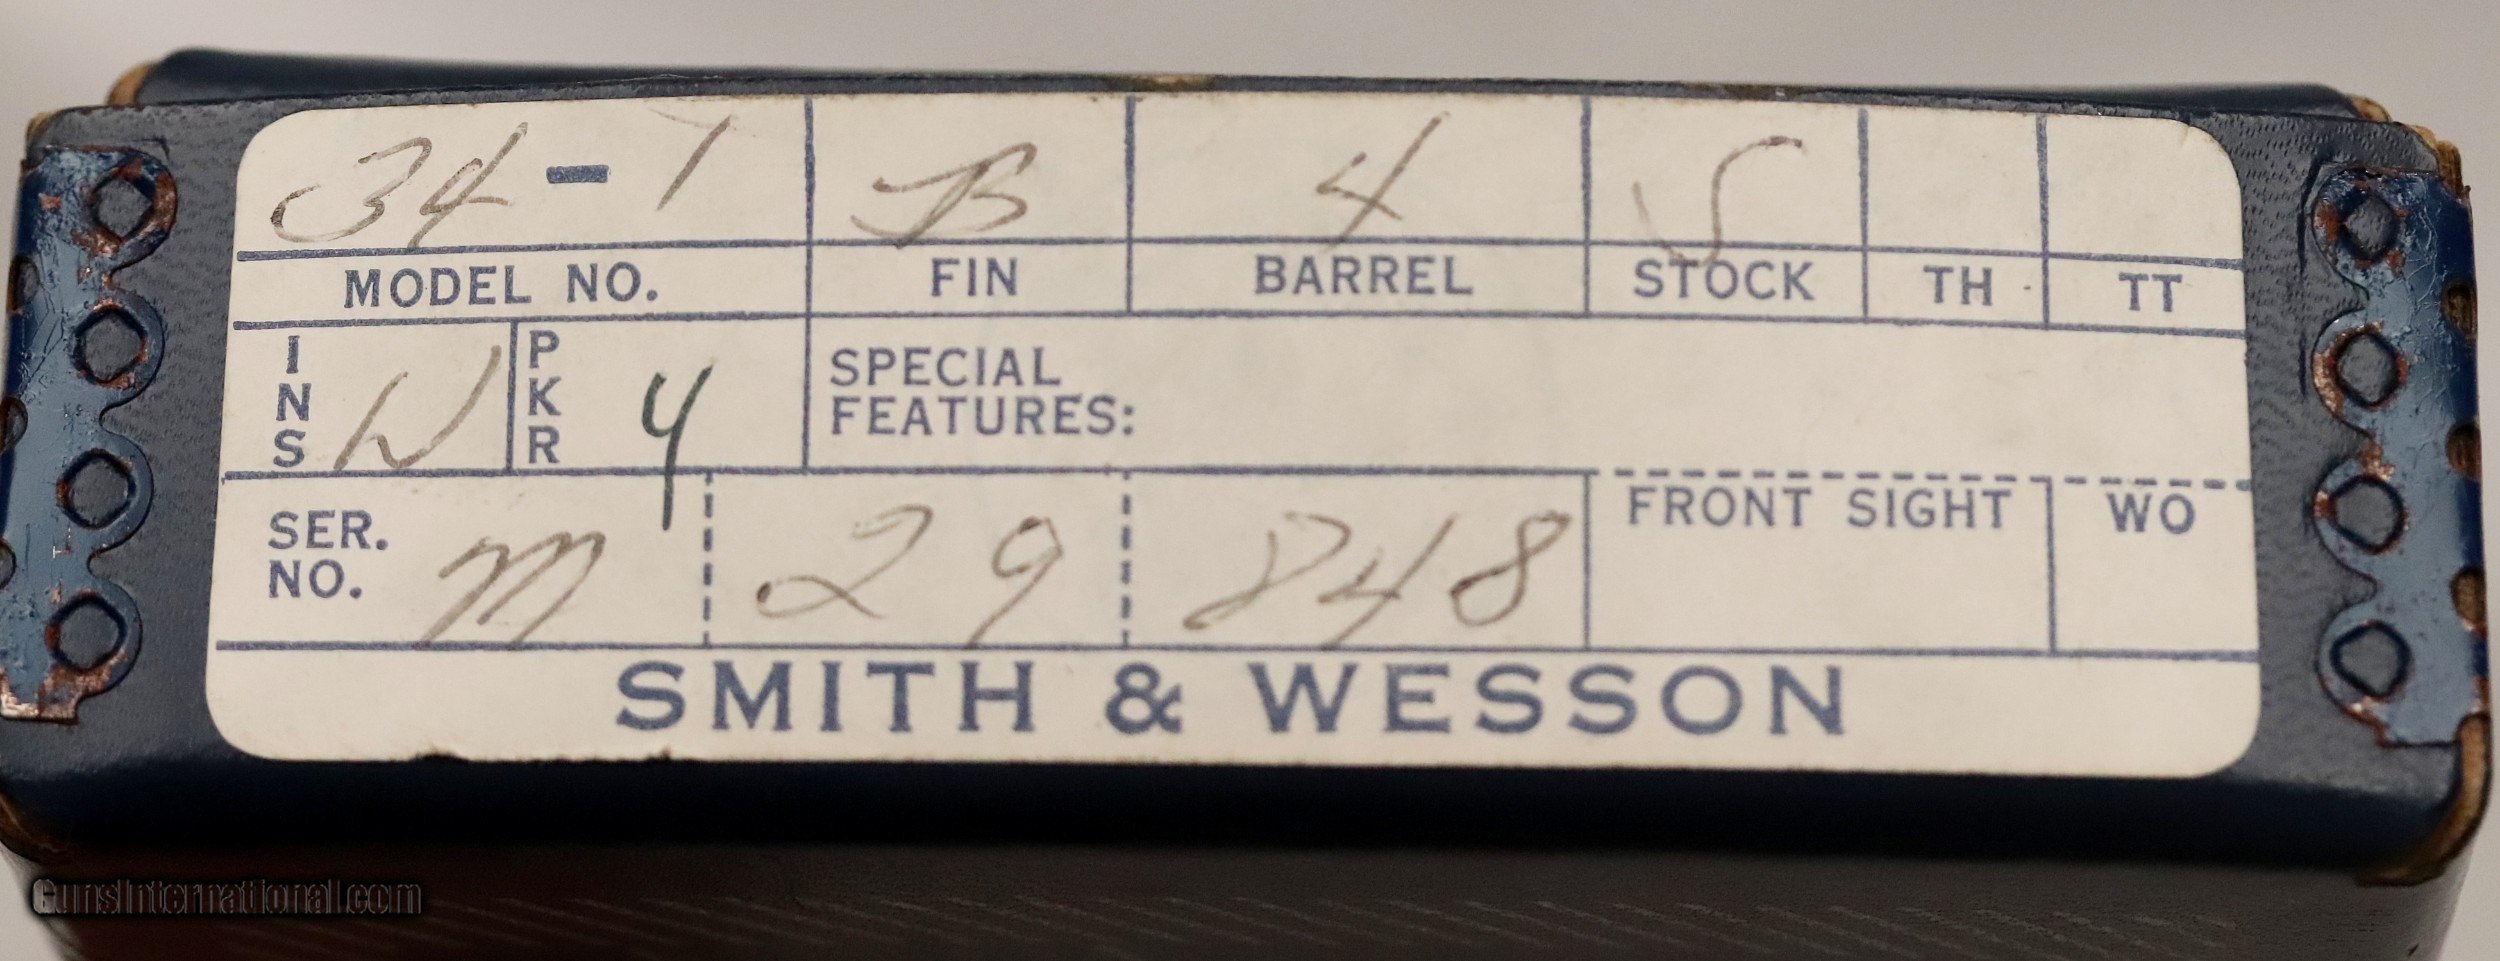 34-1 B 4 S
MODEL NO. FIN BARREL STOCK TH TT
INS N PKR 4 SPECIAL
FEATURES:
SER. NO. M 29 848 FRONT SIGHT WO
SMITH & WESSON
GunsInternational.com